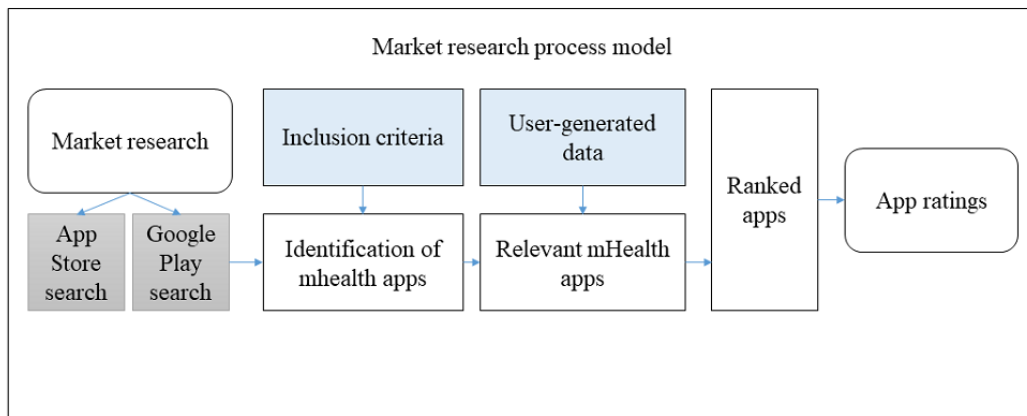 Market research process model
Market research
Inclusion criteria
User-generated
data
Ranked
apps
App ratings
App
Store
search
Google
Play
search
Identification of
mhealth apps
Relevant mHealth
apps